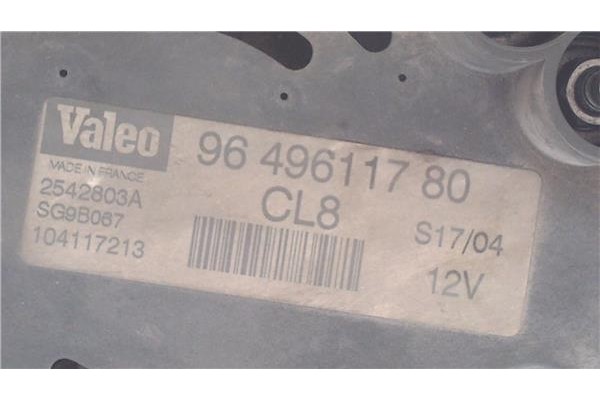 Valeo
MADE IN FRANCE
2542803A
SG9B067
104117213
96 496117 80
CL8
S17/04
12V